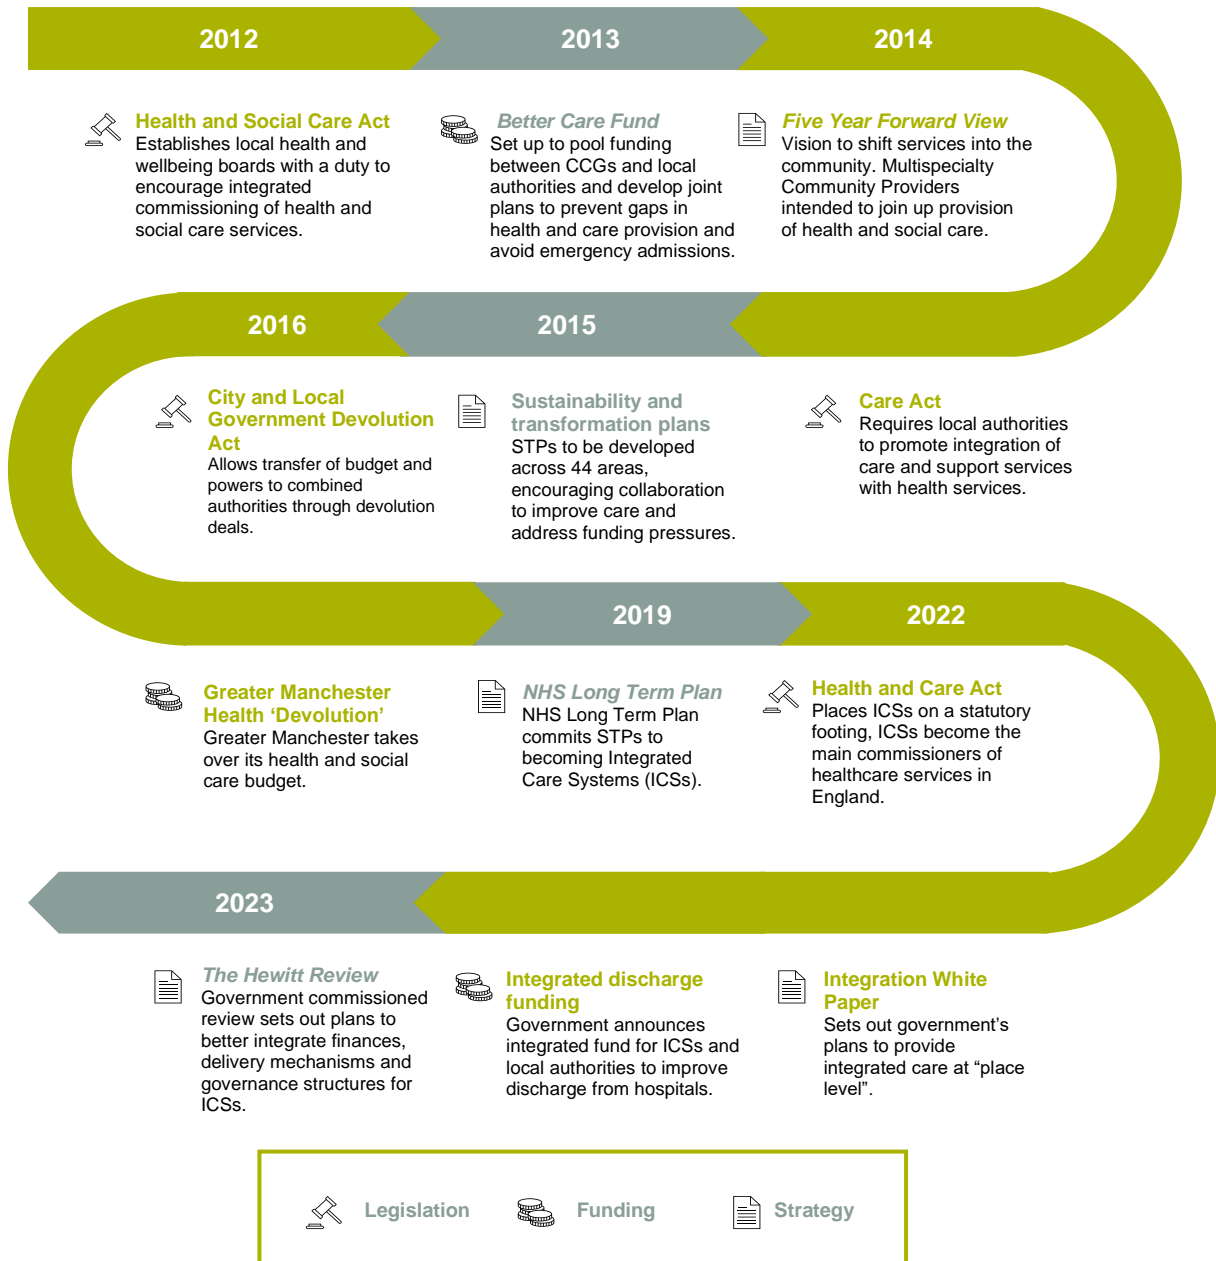 2012
2013
2014
Health and Social Care Act
Establishes local health and
wellbeing boards with a duty to
encourage integrated
commissioning of health and
social care services.
Better Care Fund
Set up to pool funding
between CCGs and local
authorities and develop joint
plans to prevent gaps in
health and care provision and
avoid emergency admissions.
Five Year Forward View
Vision to shift services into the
community. Multispecialty
Community Providers
intended to join up provision
of health and social care.
2016
2015
City and Local
Government Devolution
Act
Allows transfer of budget and
powers to combined
authorities through devolution
deals.
Sustainability and
transformation plans
STPs to be developed
across 44 areas,
encouraging collaboration
to improve care and
address funding pressures.
Care Act
Requires local authorities
to promote integration of
care and support services
with health services.
2019
2022
Greater Manchester
Health ‘Devolution’
Greater Manchester takes
over its health and social
care budget.
NHS Long Term Plan
NHS Long Term Plan
commits STPs to
becoming Integrated
Care Systems (ICSs).
Health and Care Act
Places ICSs on a statutory
footing, ICSs become the
main commissioners of
healthcare services in
England.
2023
The Hewitt Review
Government commissioned
review sets out plans to
better integrate finances,
delivery mechanisms and
governance structures for
ICSs.
Integrated discharge
funding
Government announces
integrated fund for ICSs and
local authorities to improve
discharge from hospitals.
Integration White
Paper
Sets out government’s
plans to provide
integrated care at “place
level”.
Legislation
Funding
Strategy